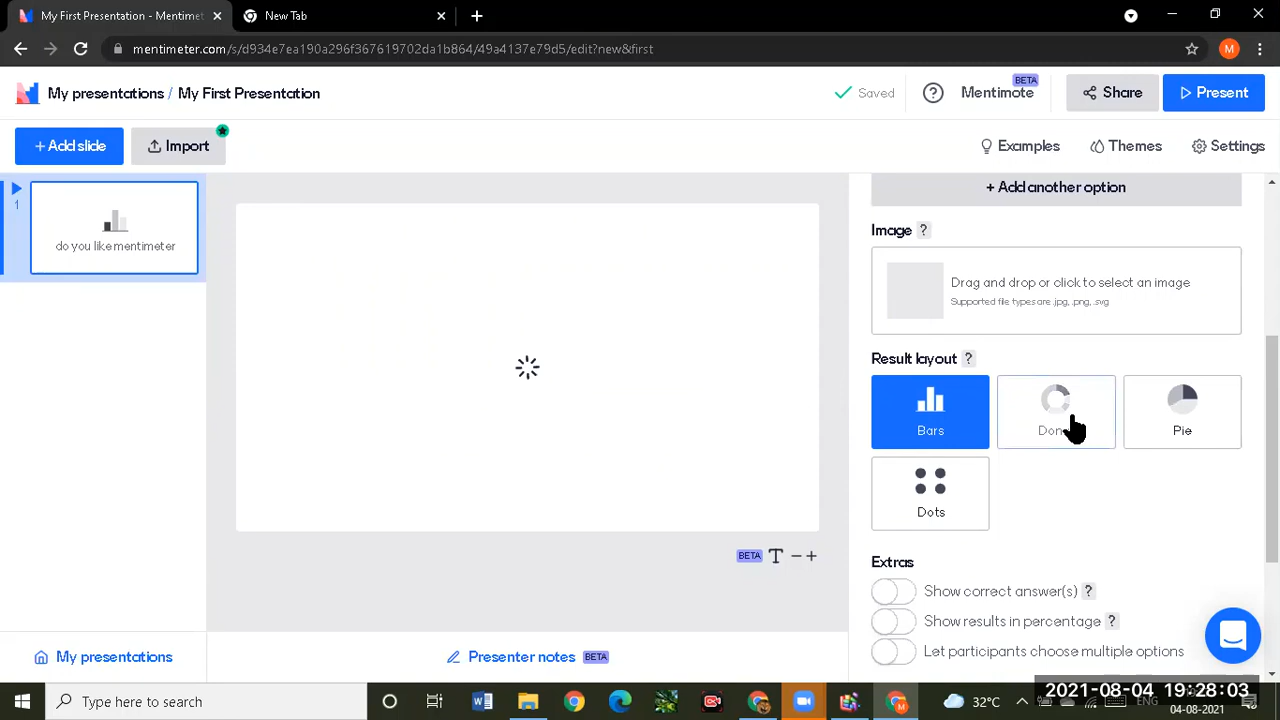 My First Presentation - Mentimet
New Tab
mentimeter.com/s/d934e7ea190a296f367619702da1b864/49a4137e79d5/edit?new&first
M
My presentations / My First Presentation
Saved
Mentimote
BETA
Share
Present
+ Add slide
Import
Examples
Themes
Settings
1
do you like mentimeter
+ Add another option
Image ?
Drag and drop or click to select an image
Supported file types are .jpg, .png, .svg
Result layout ?
Bars
Pie
Dots
BETA T − +
Extras
Show correct answer(s) ?
Show results in percentage ?
Let participants choose multiple options
My presentations
Presenter notes BETA
Type here to search
32°C
ENG
2021-08-04 19:28:03
04-08-2021